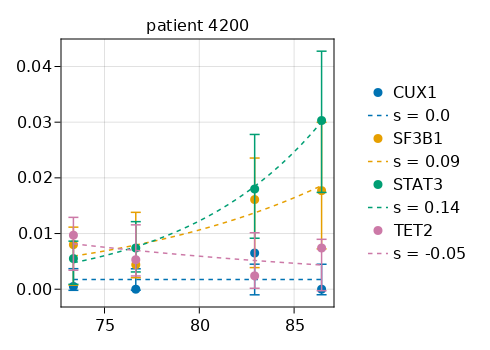 patient 4200
0.04
0.03
0.02
0.01
0.00
75
80
85
CUX1
s = 0.0
SF3B1
s = 0.09
STAT3
s = 0.14
TET2
s = -0.05